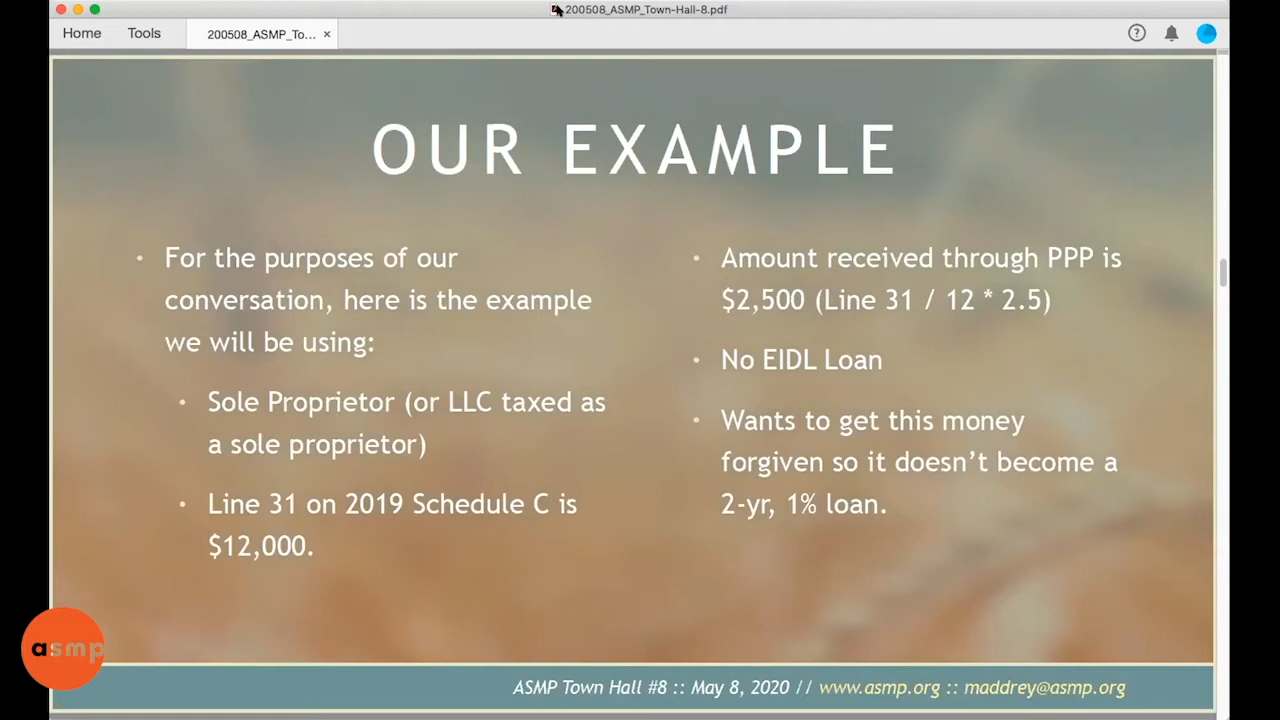 200508_ASMP_Town-Hall-8.pdf
Home Tools 200508_ASMP_To... ×
OUR EXAMPLE
• For the purposes of our
conversation, here is the example
we will be using:
• Sole Proprietor (or LLC taxed as
a sole proprietor)
• Line 31 on 2019 Schedule C is
$12,000.
• Amount received through PPP is
$2,500 (Line 31 / 12 * 2.5)
• No EIDL Loan
• Wants to get this money
forgiven so it doesn’t become a
2-yr, 1% loan.
asmp
ASMP Town Hall #8 :: May 8, 2020 // www.asmp.org :: maddrey@asmp.org